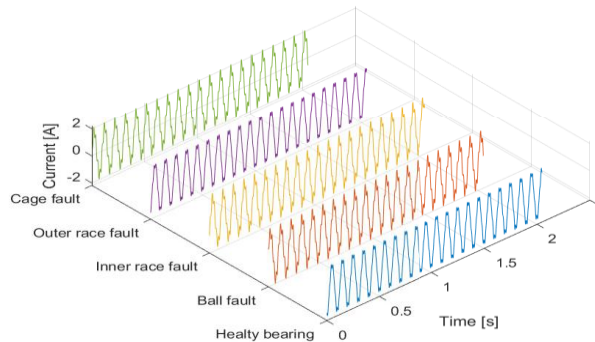 Current [A]
2
0
-2
Cage fault
Outer race fault
Inner race fault
Ball fault
Healty bearing
0
0.5
1
1.5
2
Time [s]